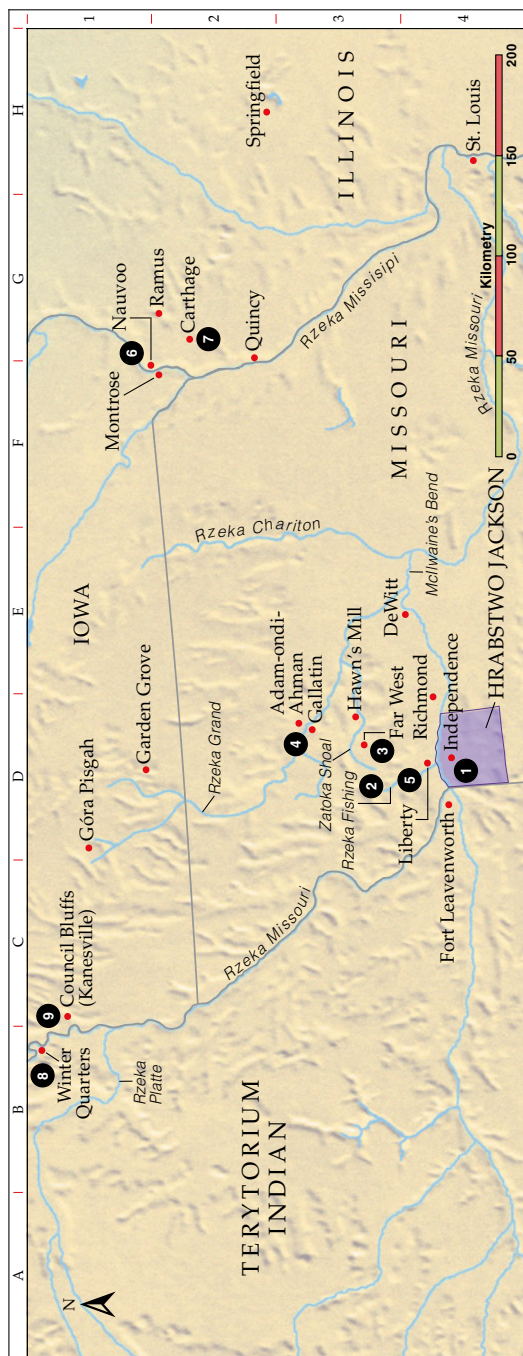 A
B
C
D
E
F
G
H
1
2
3
4
N
8
Winter
Quarters
9
Council Bluffs
(Kanesville)
Rzeka
Platte
TERYTORIUM
INDIAN
Rzeka Missouri
Góra Pisgah
Garden Grove
IOWA
Rzeka Grand
Adam-ondi-
Ahman
4
Gallatin
Zatoka Shoal
Rzeka Fishing
2
Hawn's Mill
Far West
3
5
Liberty
Richmond
DeWitt
Fort Leavenworth
Independence
1
HRABSTWO JACKSON
McIlwaine's Bend
Rzeka Chariton
6
Nauvoo
Montrose
Ramus
Carthage
7
Quincy
Rzeka Missisipi
MISSOURI
Rzeka Missouri
Springfield
ILLINOIS
St. Louis
Kilometry
0
50
100
150
200